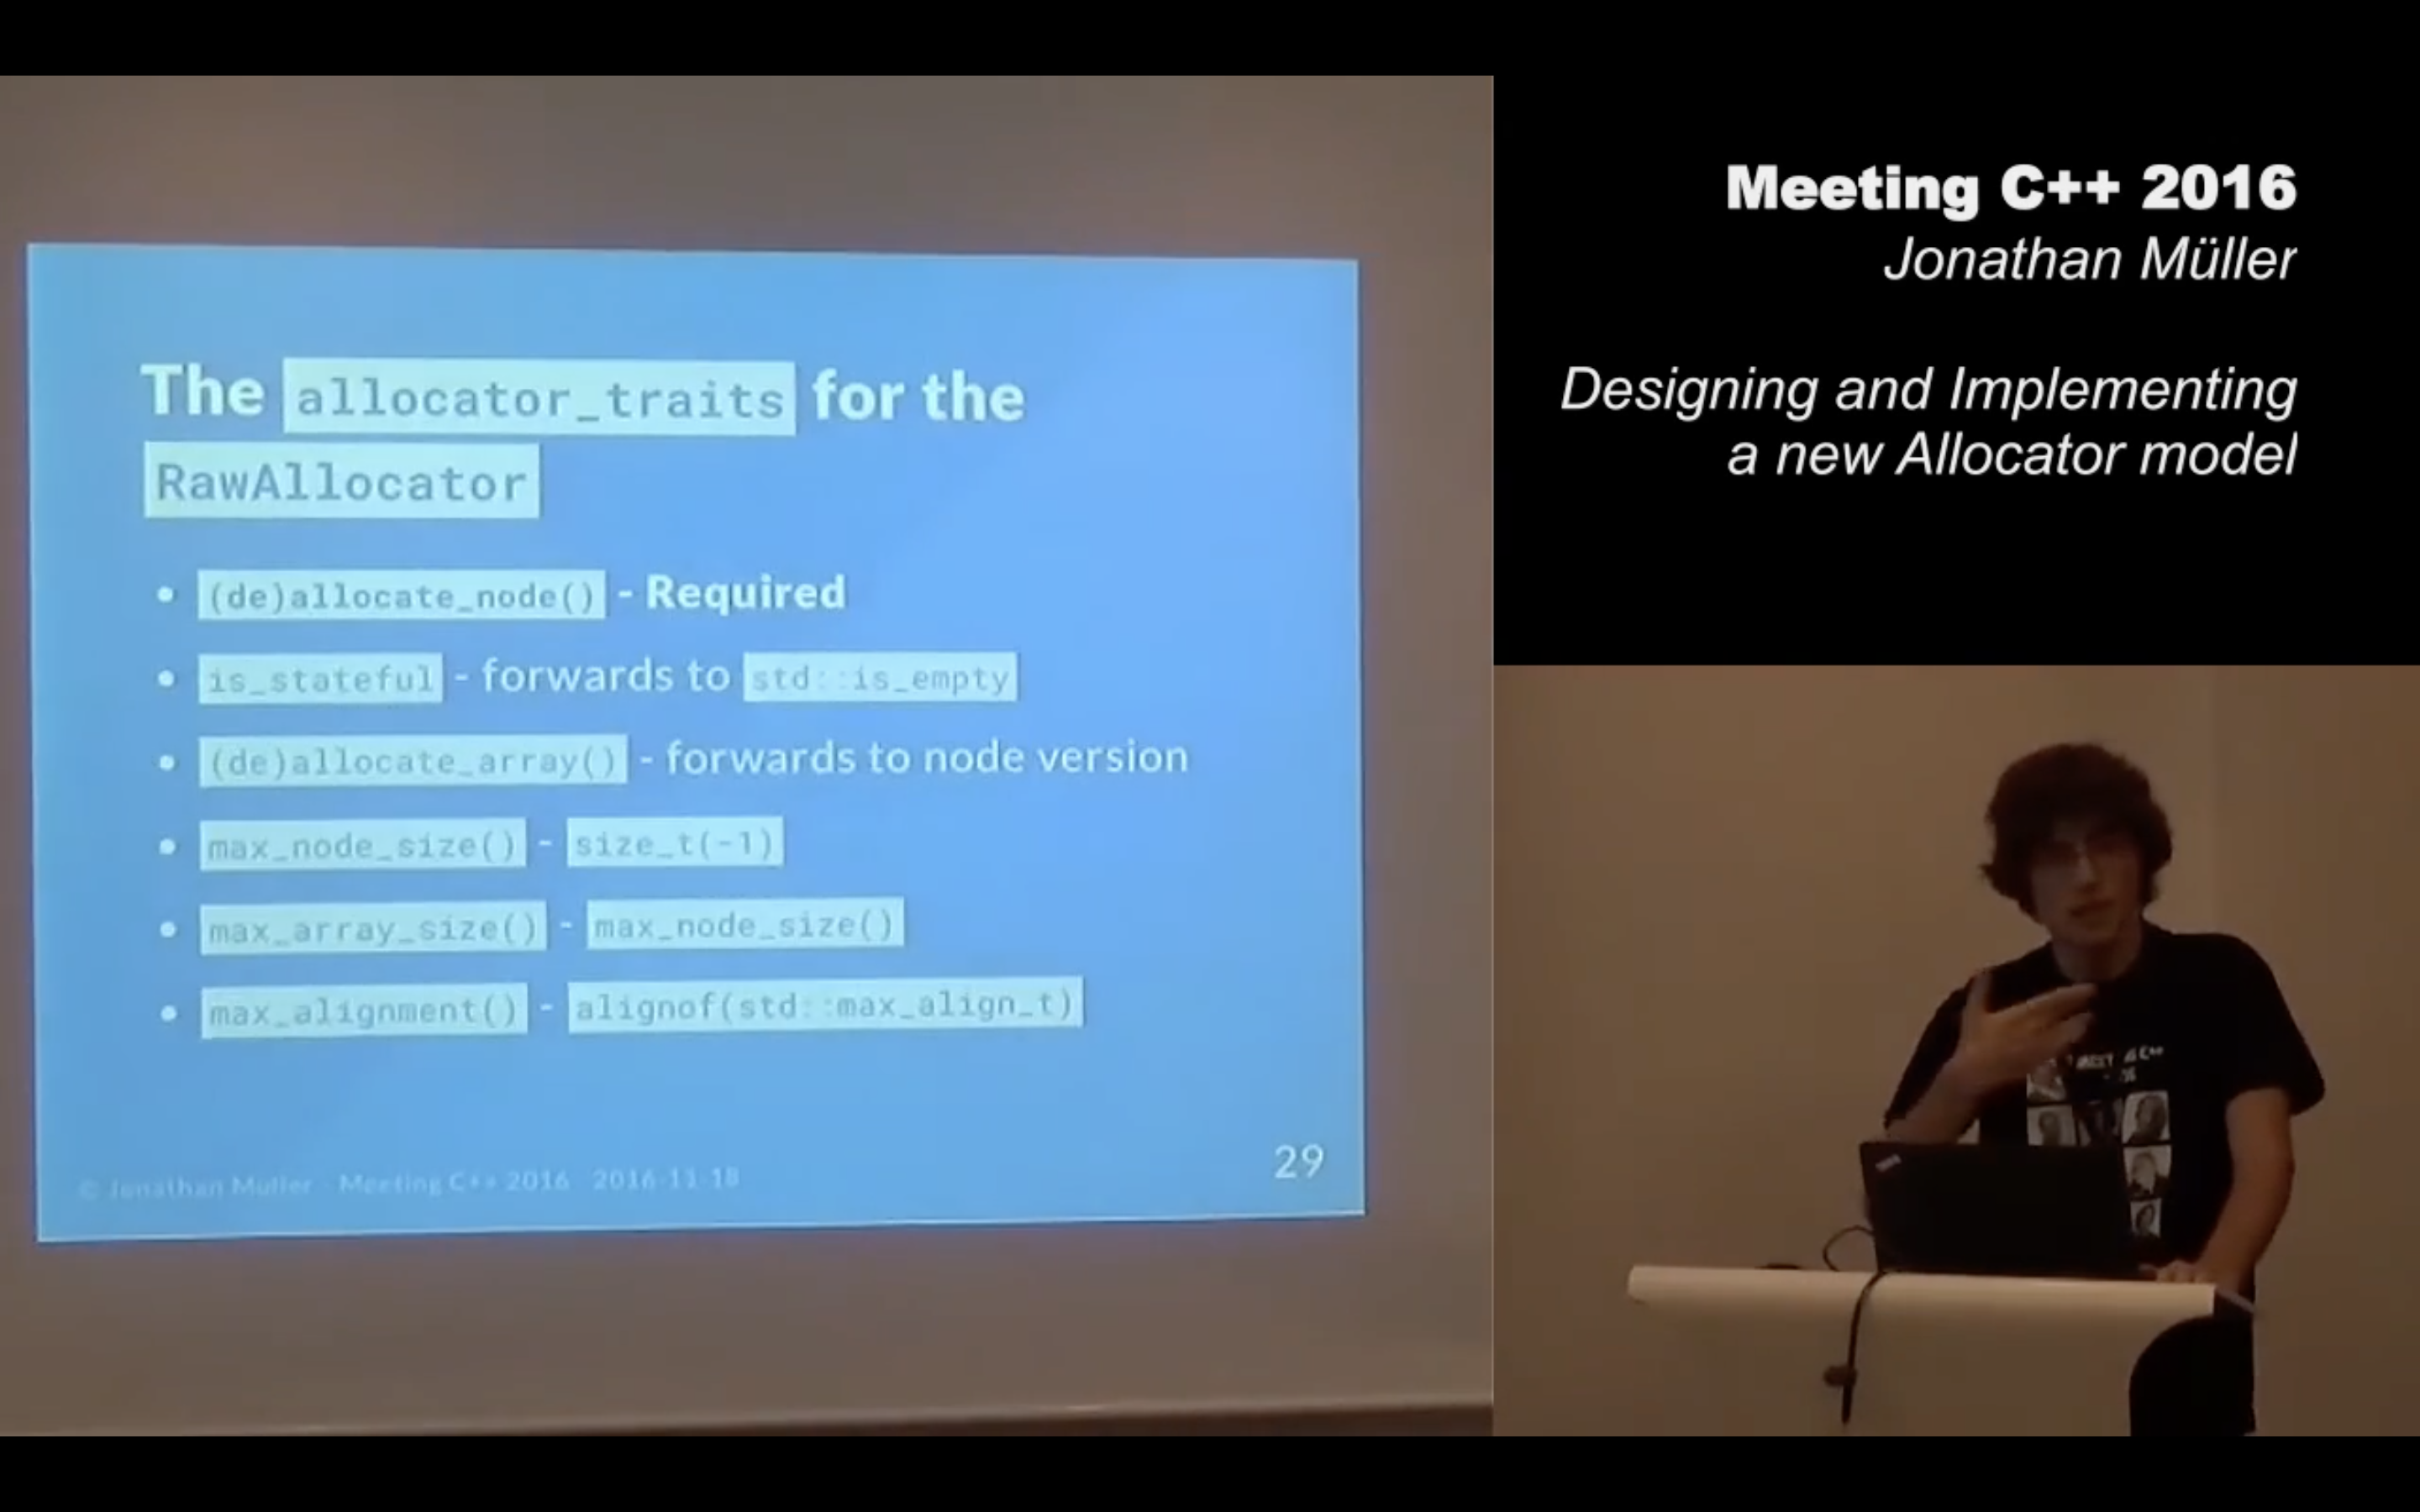 The allocator_traits for the
RawAllocator
• (de)allocate_node() - Required
• is_stateful - forwards to std::is_empty
• (de)allocate_array() - forwards to node version
• max_node_size() - size_t(-1)
• max_array_size() - max_node_size()
• max_alignment() - alignof(std::max_align_t)
© Jonathan Müller - Meeting C++ 2016 2016-11-18
29
Meeting C++ 2016
Jonathan Müller
Designing and Implementing
a new Allocator model